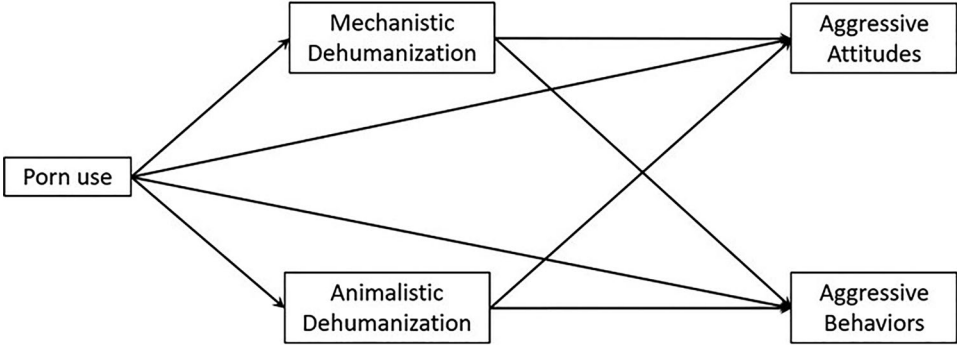 Mechanistic
Dehumanization
Aggressive
Attitudes
Porn use
Animalistic
Dehumanization
Aggressive
Behaviors